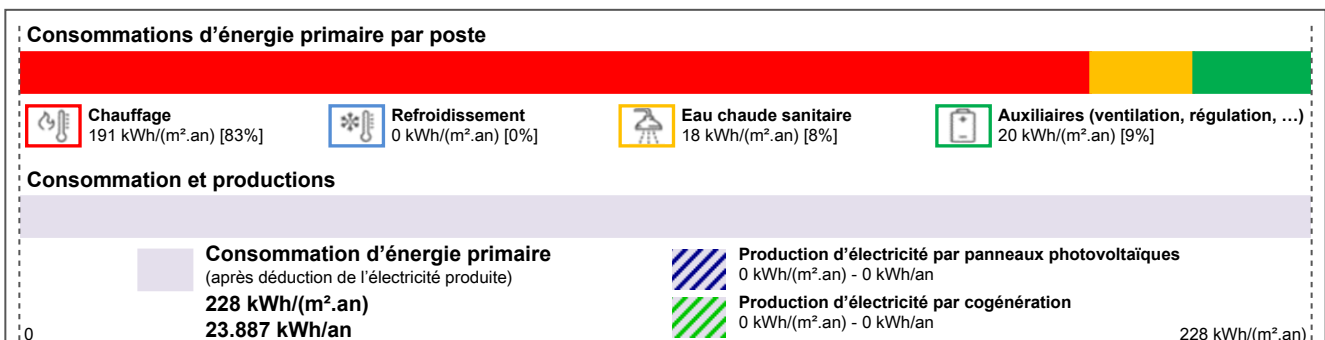 Consommations d'énergie primaire par poste
Chauffage
191 kWh/(m².an) [83%]
Refroidissement
0 kWh/(m².an) [0%]
Eau chaude sanitaire
18 kWh/(m².an) [8%]
Auxiliaires (ventilation, régulation, …)
20 kWh/(m².an) [9%]
Consommation et productions
Consommation d'énergie primaire
(après déduction de l'électricité produite)
228 kWh/(m².an)
23.887 kWh/an
Production d'électricité par panneaux photovoltaïques
0 kWh/(m².an) - 0 kWh/an
Production d'électricité par cogénération
0 kWh/(m².an) - 0 kWh/an
0
228 kWh/(m².an)